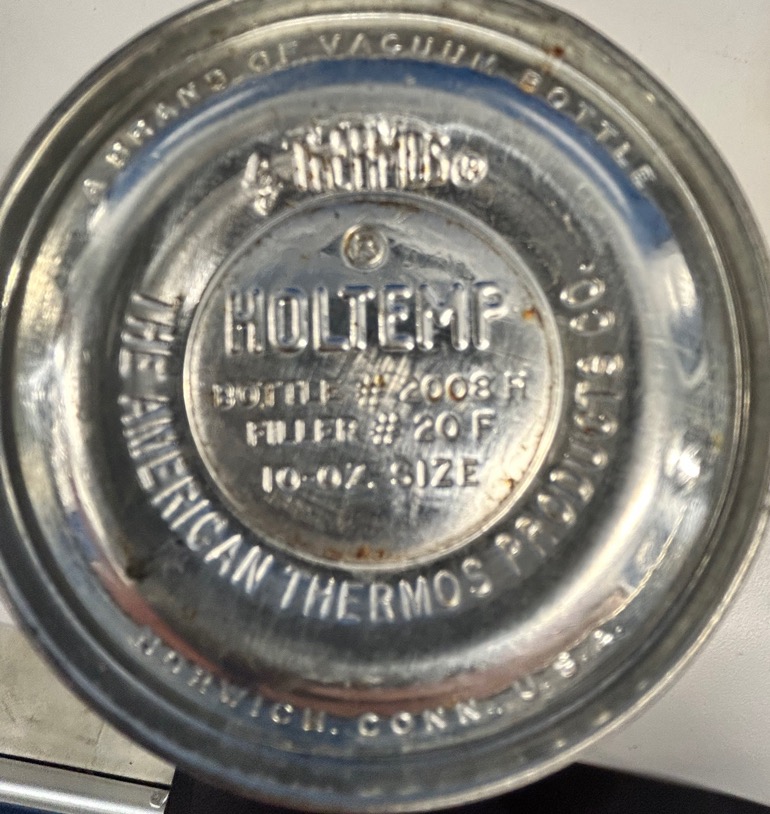 A BRAND OF VACUUM BOTTLE
®
HOLTEMP
BOTTLE # 2008 H
FILLER # 20 F
10-OZ. SIZE
THE AMERICAN THERMOS PRODUCTS CO.
NORWICH, CONN., U.S.A.